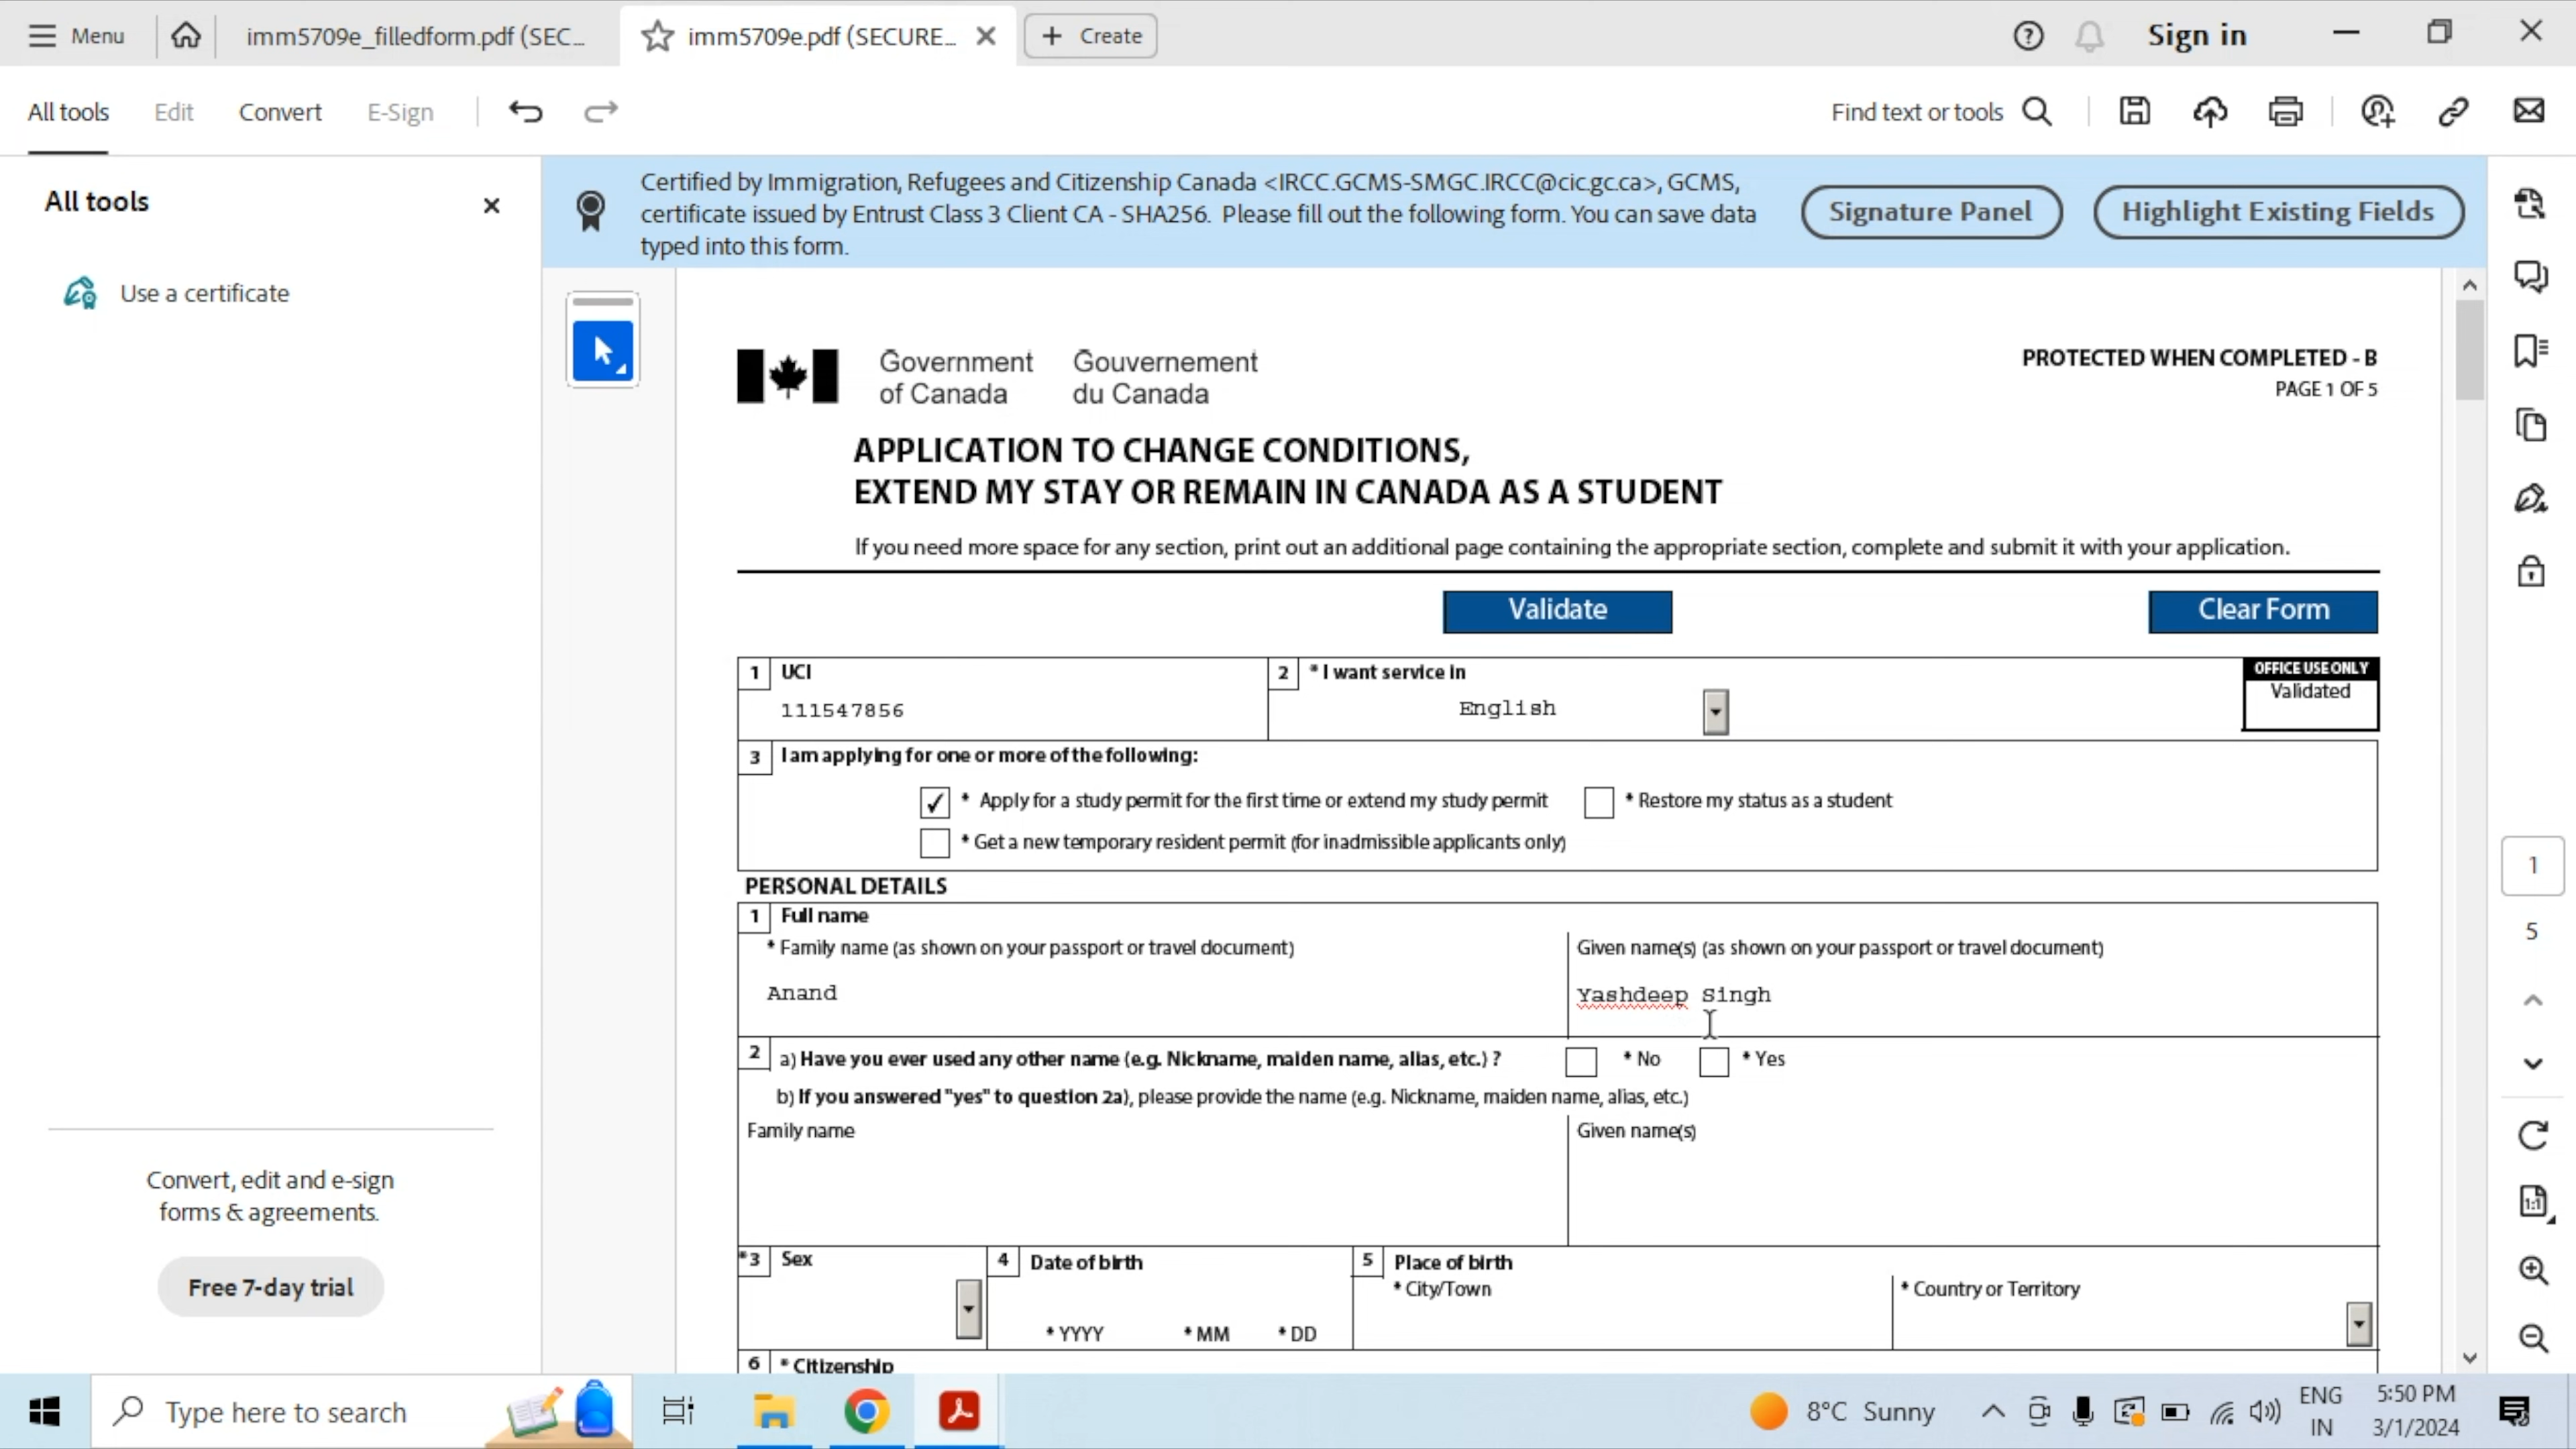 Menu
imm5709e_filledform.pdf (SEC...
imm5709e.pdf (SECURE...
Create
Sign in
All tools
Edit
Convert
E-Sign
Find text or tools
All tools
Use a certificate
Convert, edit and e-sign
forms & agreements.
Free 7-day trial
Certified by Immigration, Refugees and Citizenship Canada <IRCC.GCMS-SMGC.IRCC@cic.gc.ca>, GCMS,
certificate issued by Entrust Class 3 Client CA - SHA256. Please fill out the following form. You can save data
typed into this form.
Signature Panel
Highlight Existing Fields
Government
of Canada
Gouvernement
du Canada
PROTECTED WHEN COMPLETED - B
PAGE 1 OF 5
APPLICATION TO CHANGE CONDITIONS,
EXTEND MY STAY OR REMAIN IN CANADA AS A STUDENT
If you need more space for any section, print out an additional page containing the appropriate section, complete and submit it with your application.
Validate
Clear Form
1 UCI
111547856
2 * I want service in
English
OFFICE USE ONLY
Validated
3 I am applying for one or more of the following:
* Apply for a study permit for the first time or extend my study permit
* Restore my status as a student
* Get a new temporary resident permit (for inadmissible applicants only)
PERSONAL DETAILS
1 Full name
* Family name (as shown on your passport or travel document)
Given name(s) (as shown on your passport or travel document)
Anand
Yashdeep Singh
2 a) Have you ever used any other name (e.g. Nickname, maiden name, alias, etc.) ?
* No
* Yes
b) If you answered "yes" to question 2a), please provide the name (e.g. Nickname, maiden name, alias, etc.)
Family name
Given name(s)
*3 Sex
4 Date of birth
* YYYY
* MM
* DD
5 Place of birth
* City/Town
* Country or Territory
6 * Citizenship
1
5
1:1
Type here to search
8°C Sunny
ENG
IN
5:50 PM
3/1/2024